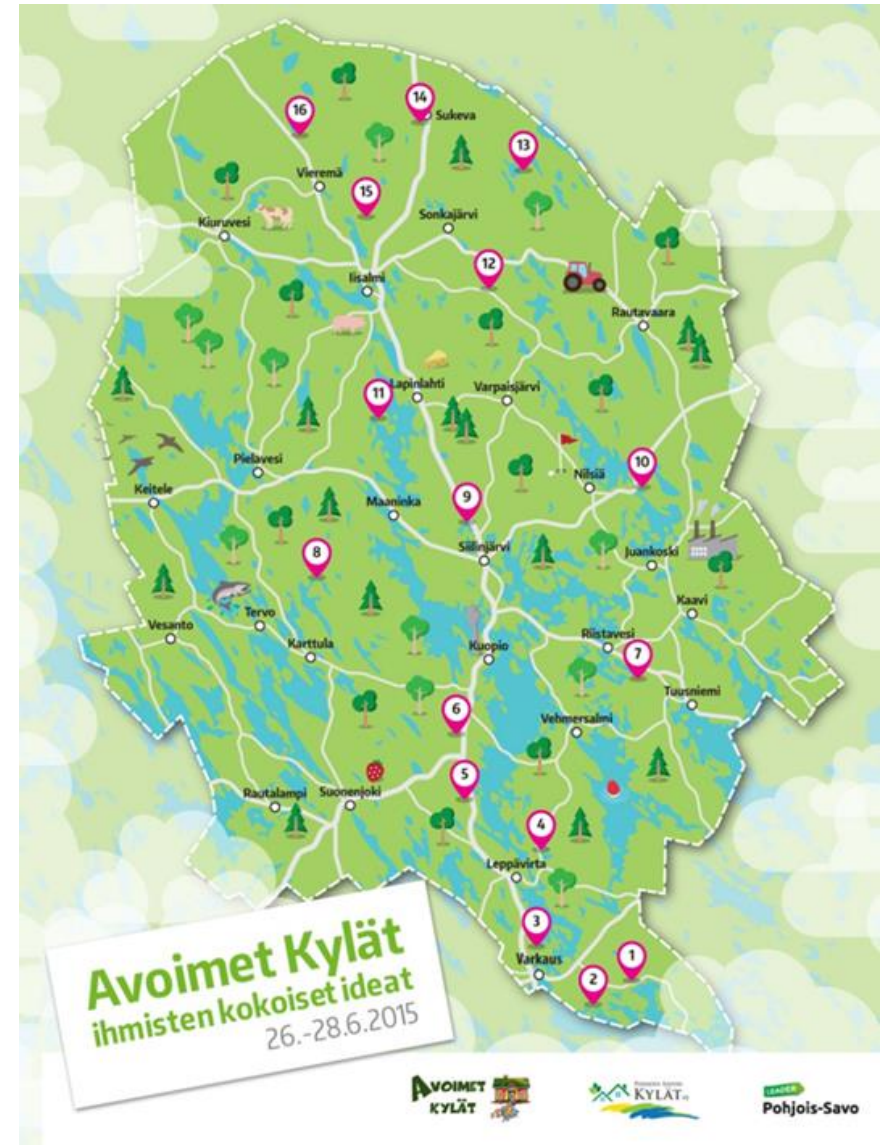 14
16
Sukeva
13
Vieremä
15
Sonkajärvi
Kiuruvesi
12
Iisalmi
Rautavaara
11
Lapinlahti
Varpaisjärvi
Pielavesi
10
Nilsiä
Keitele
9
Maaninka
8
Siilinjärvi
Juankoski
Kaavi
Tervo
Vesanto
Riistavesi
Karttula
Kuopio
7
Tuusniemi
6
Vehmersalmi
5
Rautalampi
Suonenjoki
4
Leppävirta
3
Varkaus
1
2
Avoimet Kylät
ihmisten kokoiset ideat
26.-28.6.2015
AVOIMET
KYLÄT
KYLÄT
LEADER
Pohjois-Savo